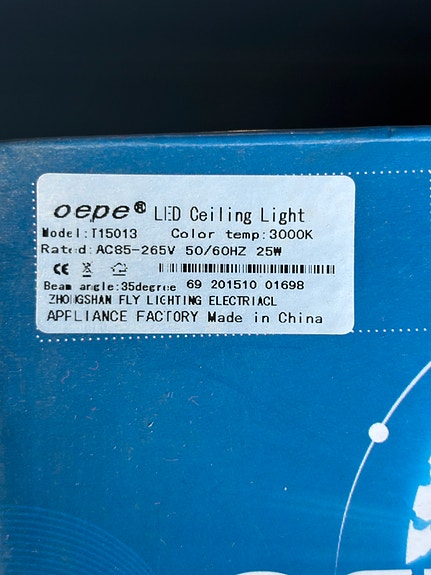 oepe® LED Ceiling Light
Model:T15013 Color temp:3000K
Rated:AC85-265V 50/60HZ 25W
CE
Beam angle:35degree 69 201510 01698
ZHONGSHAN FLY LIGHTING ELECTRIACL
APPLIANCE FACTORY Made in China